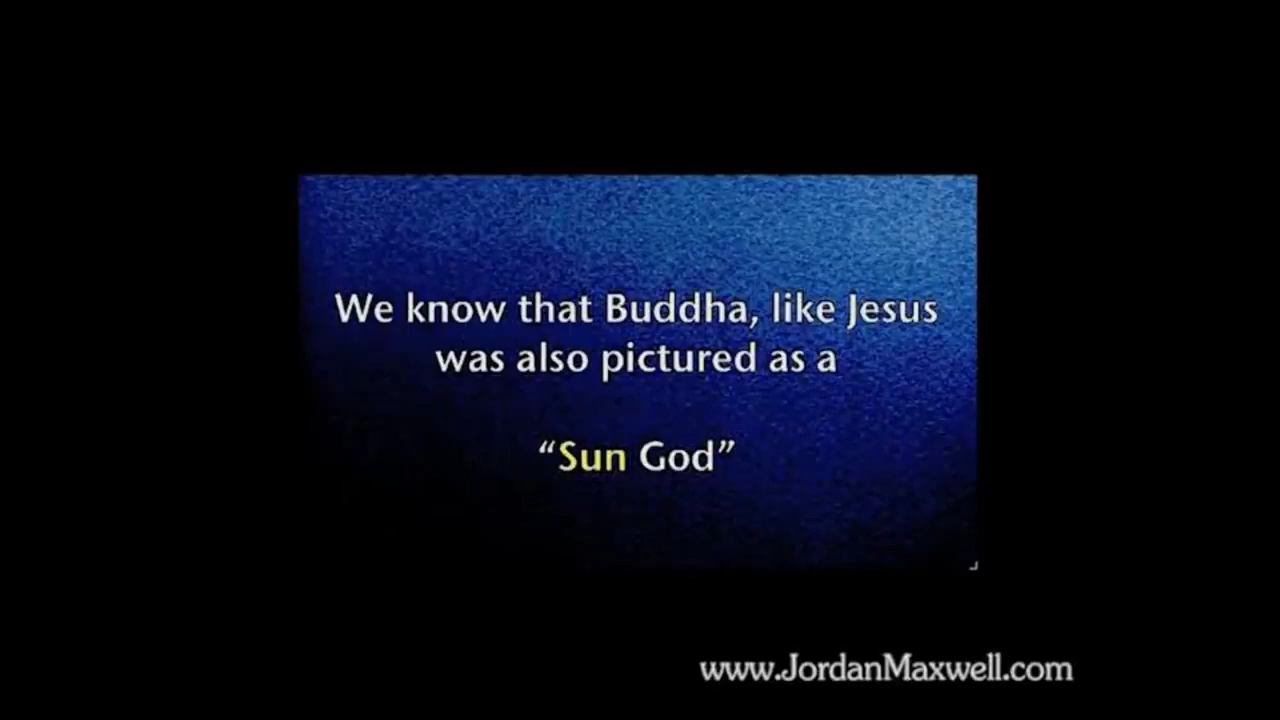 We know that Buddha, like Jesus
was also pictured as a
“Sun God”
www.JordanMaxwell.com